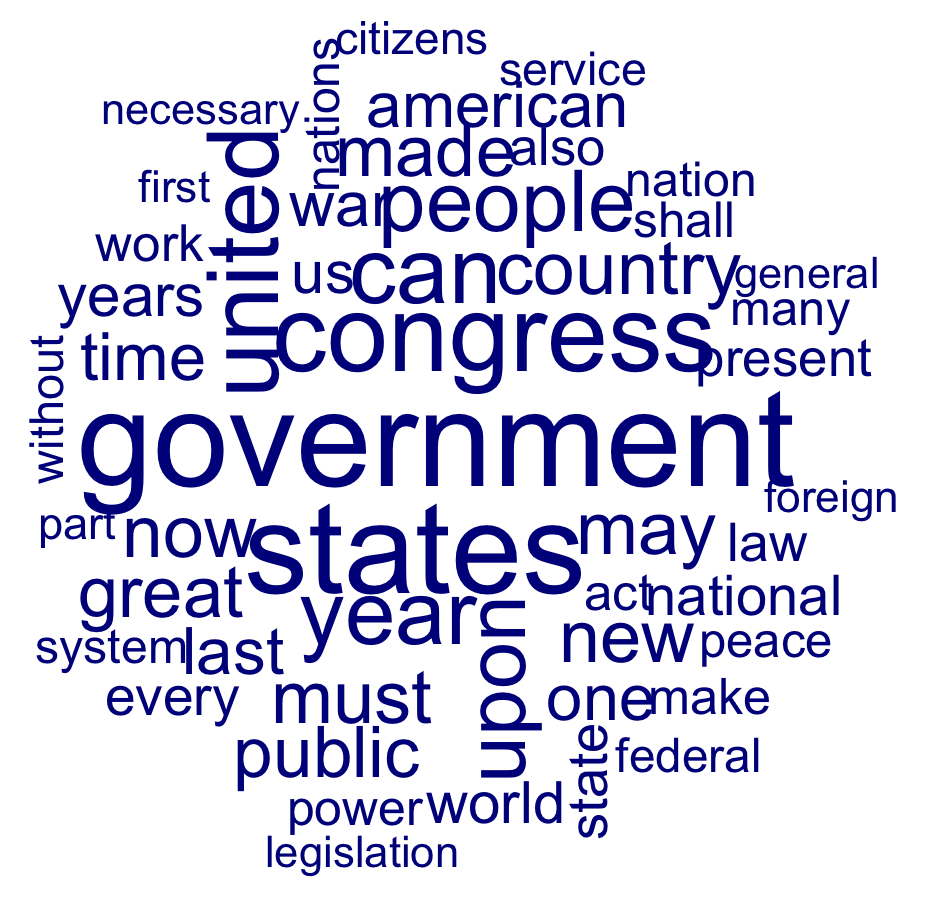 citizens
service
nations
necessary
american
made
also
united
first
war
people
nation
shall
work
us
can
country
general
years
congress
many
time
present
without
government
foreign
part
now
states
may
law
great
year
act
national
upon
new
peace
system
last
every
must
one
make
public
state
federal
power
world
legislation